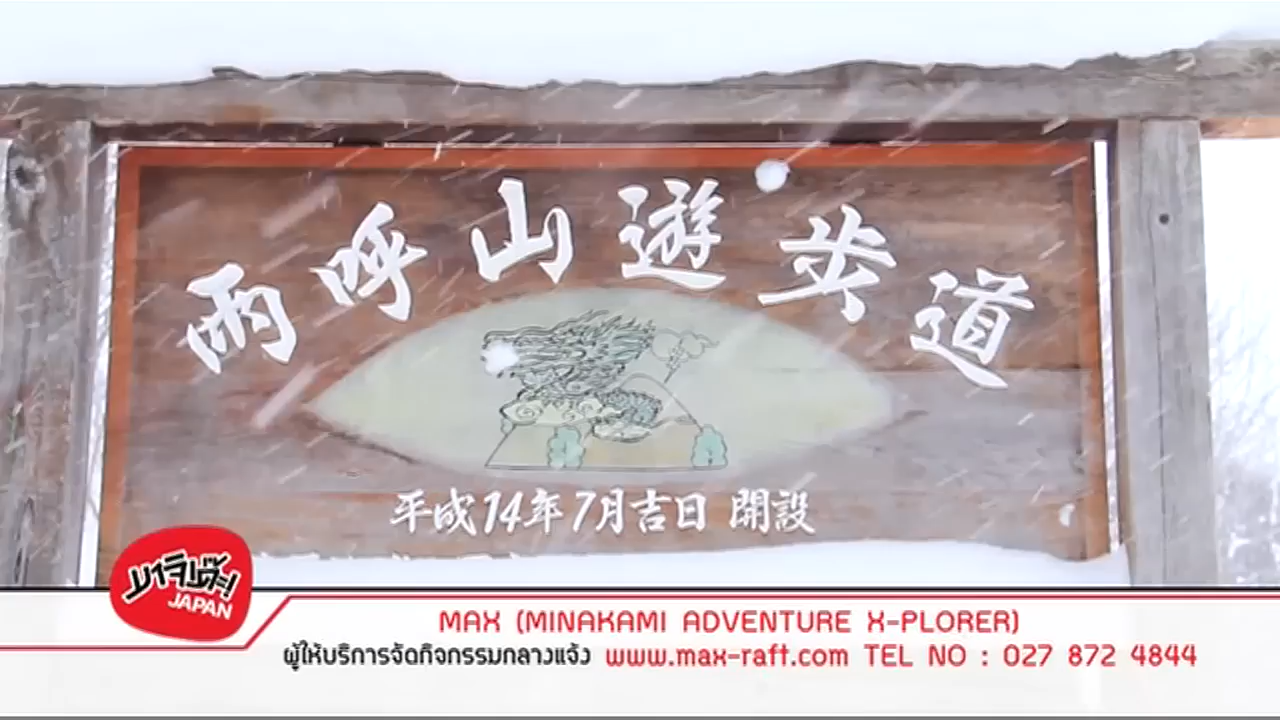 雨呼山遊歩道
平成14年7月吉日 開設
มาจิเด๊ะ!
JAPAN
MAX (MINAKAMI ADVENTURE X-PLORER)
ผู้ให้บริการจัดกิจกรรมกลางแจ้ง www.max-raft.com TEL NO : 027 872 4844